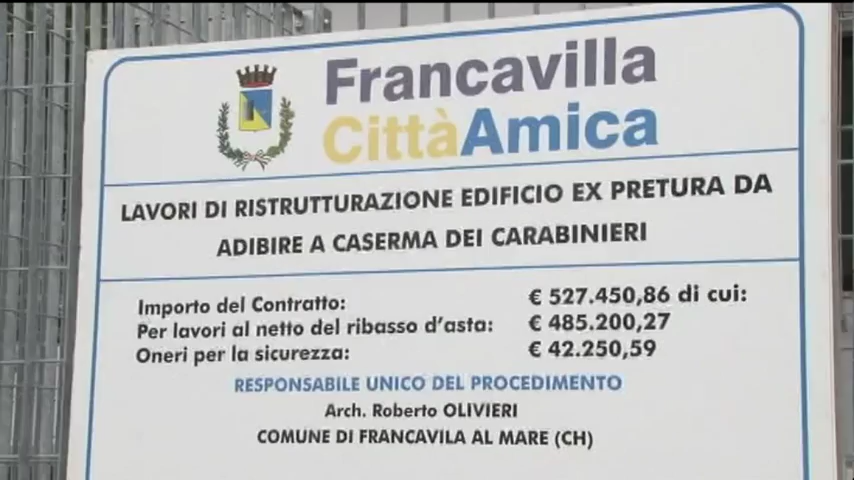 Francavilla
CittàAmica
LAVORI DI RISTRUTTURAZIONE EDIFICIO EX PRETURA DA
ADIBIRE A CASERMA DEI CARABINIERI
Importo del Contratto: € 527.450,86 di cui:
Per lavori al netto del ribasso d'asta: € 485.200,27
Oneri per la sicurezza: € 42.250,59
RESPONSABILE UNICO DEL PROCEDIMENTO
Arch. Roberto OLIVIERI
COMUNE DI FRANCAVILA AL MARE (CH)